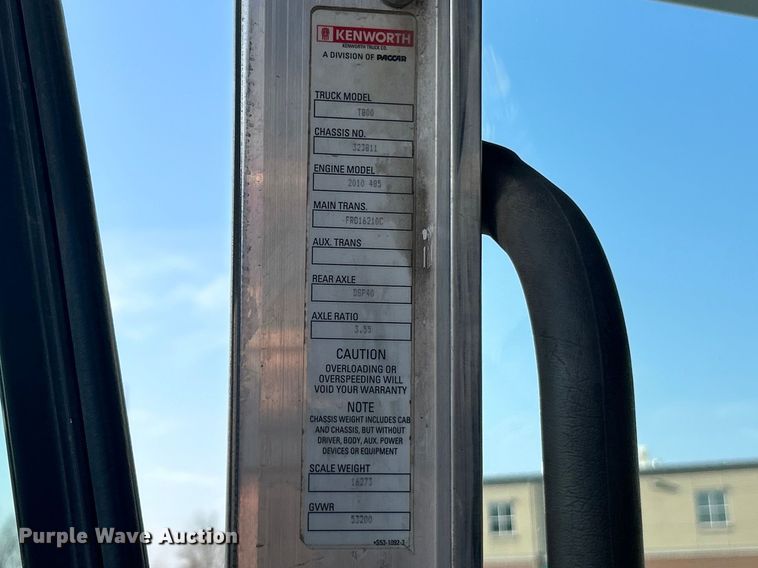 KENWORTH
KENWORTH TRUCK CO.
A DIVISION OF PACCAR
TRUCK MODEL
T800
CHASSIS NO.
323811
ENGINE MODEL
2010 485
MAIN TRANS.
FRO16210C
AUX. TRANS
REAR AXLE
DSP40
AXLE RATIO
3.55
CAUTION
OVERLOADING OR
OVERSPEEDING WILL
VOID YOUR WARRANTY
NOTE
CHASSIS WEIGHT INCLUDES CAB
AND CHASSIS, BUT WITHOUT
DRIVER, BODY, AUX. POWER
DEVICES OR EQUIPMENT
SCALE WEIGHT
16273
GVWR
53200
Purple Wave Auction